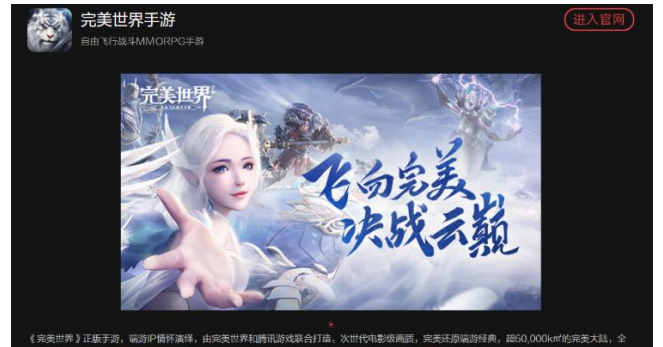 完美世界手游
进入官网
自由飞行战斗MMORPG手游
完美世界
飞向完美
决战云巅
《完美世界》正版手游，端游IP情怀演绎，由完美世界和腾讯游戏联合打造，次世代电影级画质，完美还原端游经典，超60,000km²的完美大陆，全